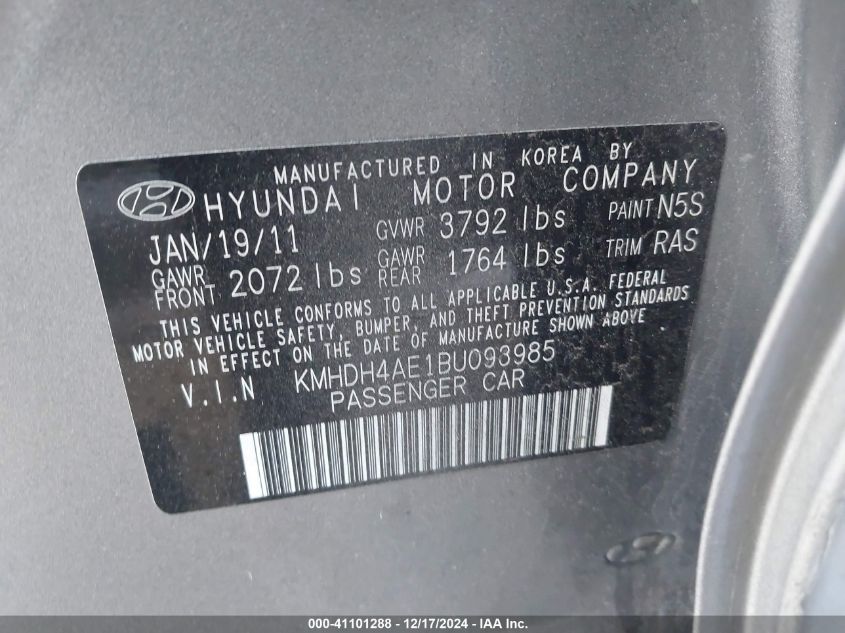 MANUFACTURED IN KOREA BY
HYUNDAI MOTOR COMPANY
JAN/19/11 GVWR 3792 lbs PAINT N5S
GAWR FRONT 2072 lbs GAWR REAR 1764 lbs TRIM RAS
THIS VEHICLE CONFORMS TO ALL APPLICABLE U.S.A. FEDERAL
MOTOR VEHICLE SAFETY, BUMPER, AND THEFT PREVENTION STANDARDS
IN EFFECT ON THE DATE OF MANUFACTURE SHOWN ABOVE
V.I.N KMHDH4AE1BU093985
PASSENGER CAR
000-41101288 - 12/17/2024 - IAA Inc.